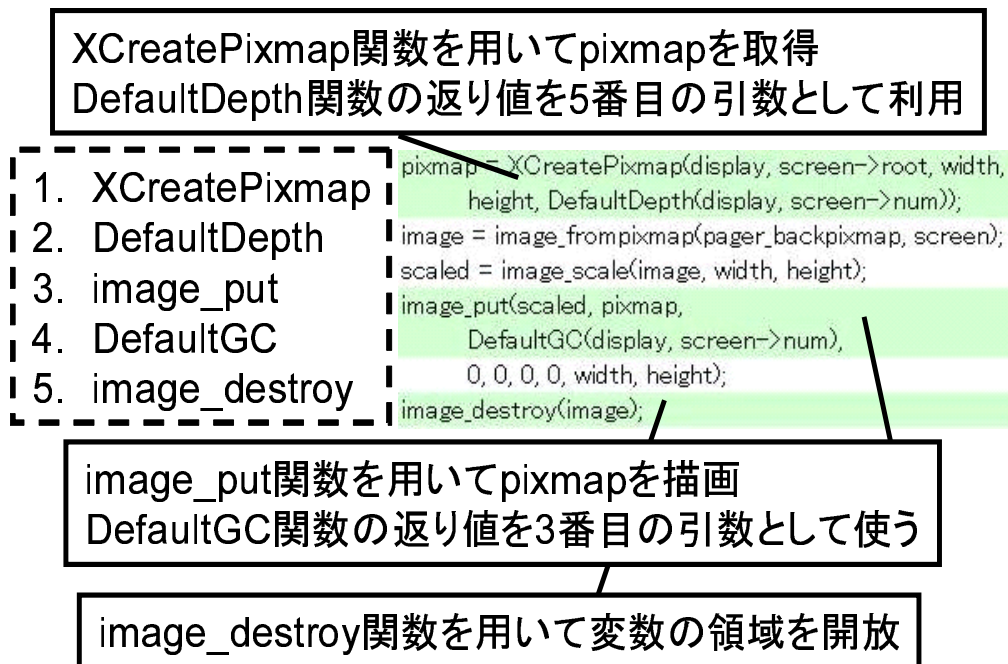 XCreatePixmap関数を用いてpixmapを取得
DefaultDepth関数の返り値を5番目の引数として利用
1. XCreatePixmap
2. DefaultDepth
3. image_put
4. DefaultGC
5. image_destroy
pixmap = XCreatePixmap(display, screen->root, width,
height, DefaultDepth(display, screen->num));
image = image_frompixmap(pager_backpixmap, screen);
scaled = image_scale(image, width, height);
image_put(scaled, pixmap,
DefaultGC(display, screen->num),
0, 0, 0, 0, width, height);
image_destroy(image);
image_put関数を用いてpixmapを描画
DefaultGC関数の返り値を3番目の引数として使う
image_destroy関数を用いて変数の領域を開放